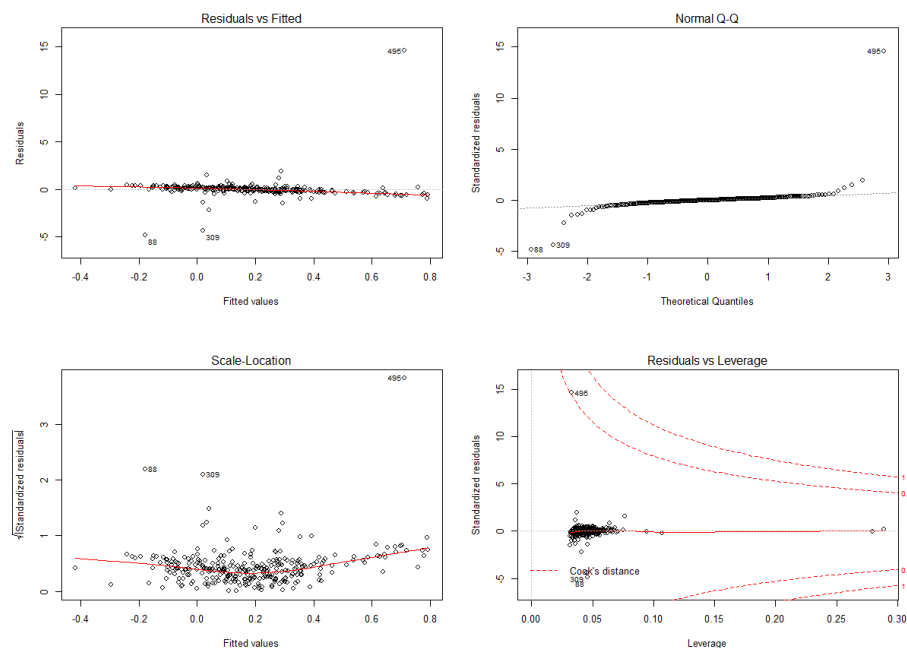 Residuals vs Fitted
Residuals
15
10
5
0
-5
495
88
309
-0.4 -0.2 0.0 0.2 0.4 0.6 0.8
Fitted values
Normal Q-Q
Standardized residuals
15
10
5
0
-5
495
88
309
-3 -2 -1 0 1 2 3
Theoretical Quantiles
Scale-Location
√|Standardized residuals|
3
2
1
0
495
88
309
-0.4 -0.2 0.0 0.2 0.4 0.6 0.8
Fitted values
Residuals vs Leverage
Standardized residuals
15
10
5
0
-5
495
1
0.
Cook's distance
309
88
0.
1
0.00 0.05 0.10 0.15 0.20 0.25 0.30
Leverage